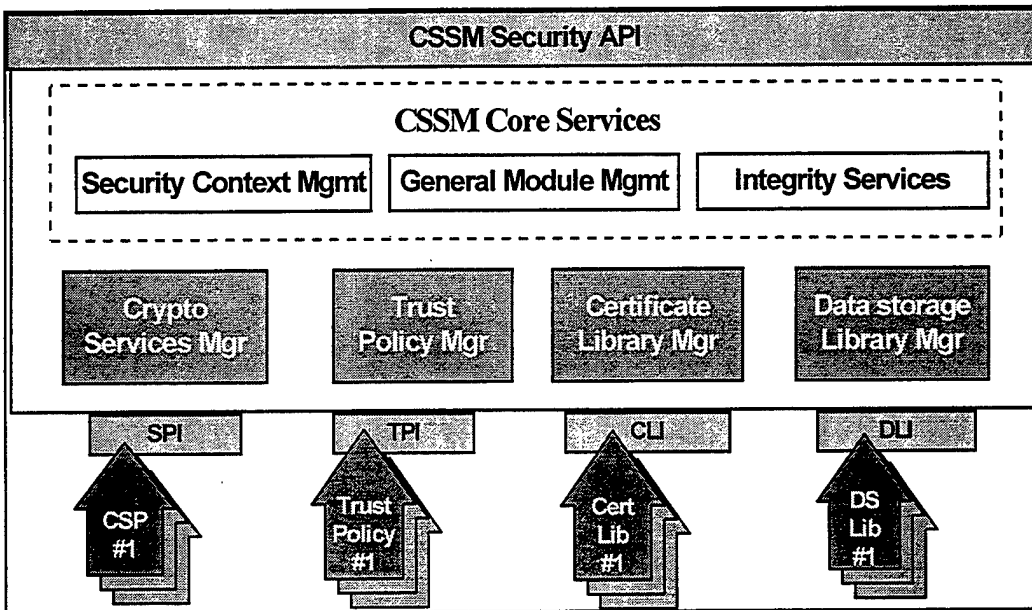 CSSM Security API
CSSM Core Services
Security Context Mgmt
General Module Mgmt
Integrity Services
Crypto
Services Mgr
Trust
Policy Mgr
Certificate
Library Mgr
Data storage
Library Mgr
SPI
TPI
CLI
DLI
CSP
#1
Trust
Policy
#1
Cert
Lib
#1
DS
Lib
#1